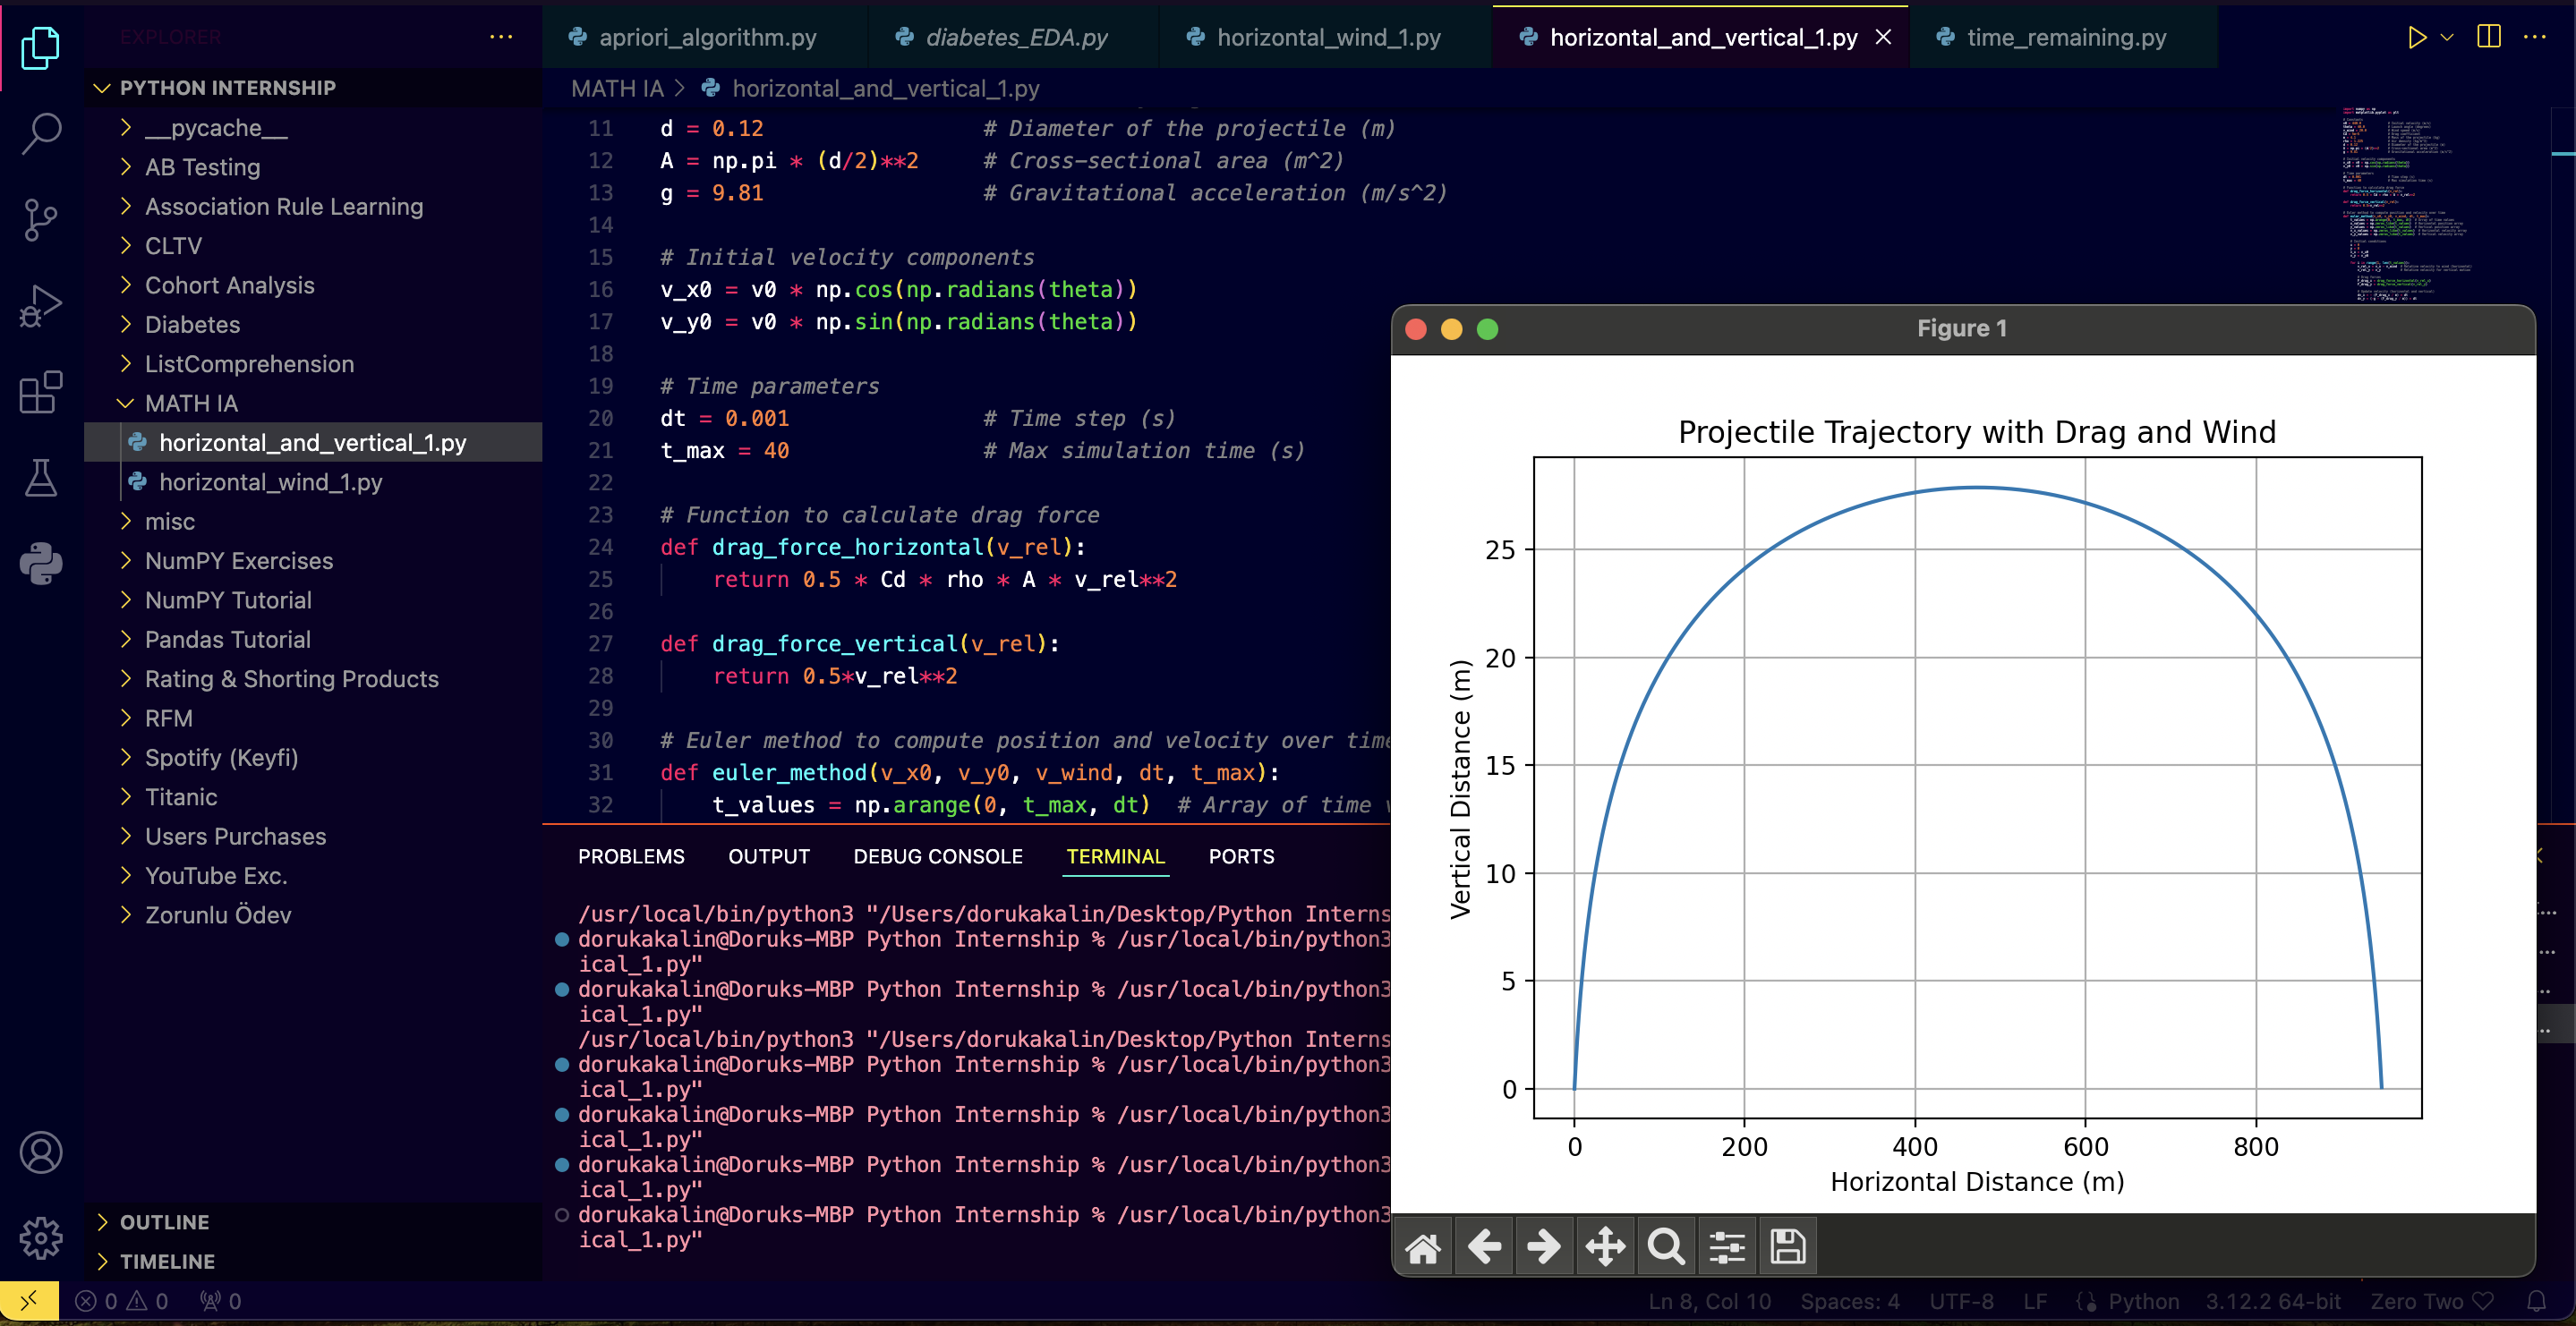 EXPLORER
PYTHON INTERNSHIP
__pycache__
AB Testing
Association Rule Learning
CLTV
Cohort Analysis
Diabetes
ListComprehension
MATH IA
horizontal_and_vertical_1.py
horizontal_wind_1.py
misc
NumPY Exercises
NumPY Tutorial
Pandas Tutorial
Rating & Shorting Products
RFM
Spotify (Keyfi)
Titanic
Users Purchases
YouTube Exc.
Zorunlu Ödev
OUTLINE
TIMELINE
apriori_algorithm.py diabetes_EDA.py horizontal_wind_1.py horizontal_and_vertical_1.py time_remaining.py
MATH IA > horizontal_and_vertical_1.py
11 d = 0.12 # Diameter of the projectile (m)
12 A = np.pi * (d/2)**2 # Cross-sectional area (m^2)
13 g = 9.81 # Gravitational acceleration (m/s^2)
14
15 # Initial velocity components
16 v_x0 = v0 * np.cos(np.radians(theta))
17 v_y0 = v0 * np.sin(np.radians(theta))
18
19 # Time parameters
20 dt = 0.001 # Time step (s)
21 t_max = 40 # Max simulation time (s)
22
23 # Function to calculate drag force
24 def drag_force_horizontal(v_rel):
25 return 0.5 * Cd * rho * A * v_rel**2
26
27 def drag_force_vertical(v_rel):
28 return 0.5*v_rel**2
29
30 # Euler method to compute position and velocity over time
31 def euler_method(v_x0, v_y0, v_wind, dt, t_max):
32 t_values = np.arange(0, t_max, dt) # Array of time
PROBLEMS OUTPUT DEBUG CONSOLE TERMINAL PORTS
/usr/local/bin/python3 "/Users/dorukakalin/Desktop/Python Interns
dorukakalin@Doruks-MBP Python Internship % /usr/local/bin/python3
ical_1.py"
dorukakalin@Doruks-MBP Python Internship % /usr/local/bin/python3
ical_1.py"
/usr/local/bin/python3 "/Users/dorukakalin/Desktop/Python Interns
dorukakalin@Doruks-MBP Python Internship % /usr/local/bin/python3
ical_1.py"
dorukakalin@Doruks-MBP Python Internship % /usr/local/bin/python3
ical_1.py"
dorukakalin@Doruks-MBP Python Internship % /usr/local/bin/python3
ical_1.py"
dorukakalin@Doruks-MBP Python Internship % /usr/local/bin/python3
ical_1.py"
Figure 1
Projectile Trajectory with Drag and Wind
Vertical Distance (m)
25
20
15
10
5
0
0 200 400 600 800
Horizontal Distance (m)
0 0 0
Ln 8, Col 10 Spaces: 4 UTF-8 LF Python 3.12.2 64-bit Zero Two